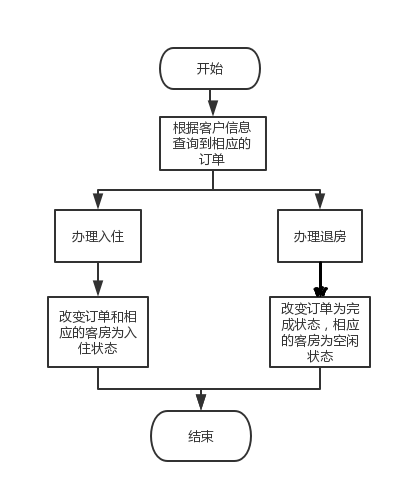 开始
根据客户信息
查询到相应的
订单
办理入住
办理退房
改变订单和相
应的客房为入
住状态
改变订单为完
成状态，相应
的客房为空闲
状态
结束